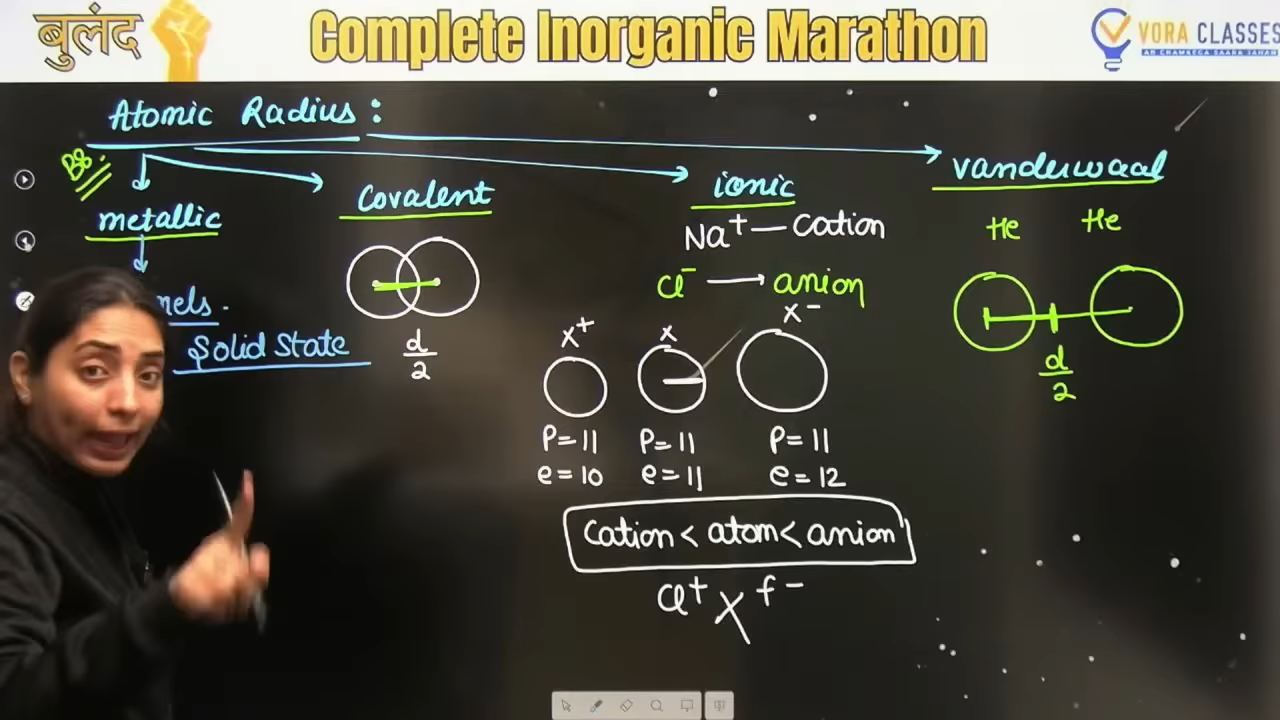 बुलंद
Complete Inorganic Marathon
VORA CLASSES
Atomic Radius :
metallic
Covalent
ionic
vanderwaal
Solid State
d/2
Na⁺ — Cation
Cl⁻ → anion
X⁺
X
X⁻
P=11
P=11
P=11
e=10
e=11
e=12
Cation < atom < anion
Cl⁺ X f⁻
He
He
d/2